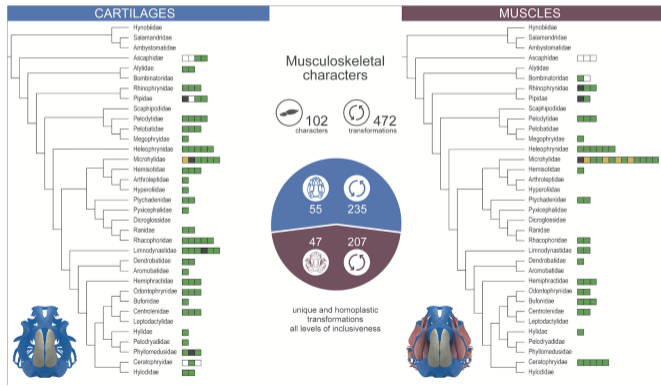 CARTILAGES
Hynobiidae
Salamandridae
Ambystomatidae
Ascaphidae
Alytidae
Bombinatoridae
Rhinophrynidae
Pipidae
Scaphiopodidae
Pelodytidae
Pelobatidae
Megophryidae
Heleophrynidae
Microhylidae
Hemisotidae
Arthroleptidae
Hyperoliidae
Ptychadenidae
Pyxicephalidae
Dicroglossidae
Ranidae
Rhacophoridae
Limnodynastidae
Dendrobatidae
Aromobatidae
Hemiphractidae
Odontophrynidae
Bufonidae
Centrolenidae
Leptodactylidae
Hylidae
Pelodryadidae
Phyllomedusidae
Ceratophryidae
Hylodidae
Musculoskeletal
characters
102
characters
472
transformations
55
235
47
207
unique and homoplastic
transformations
all levels of inclusiveness
MUSCLES
Hynobiidae
Salamandridae
Ambystomatidae
Ascaphidae
Alytidae
Bombinatoridae
Rhinophrynidae
Pipidae
Scaphiopodidae
Pelodytidae
Pelobatidae
Megophryidae
Heleophrynidae
Microhylidae
Hemisotidae
Arthroleptidae
Hyperoliidae
Ptychadenidae
Pyxicephalidae
Dicroglossidae
Ranidae
Rhacophoridae
Limnodynastidae
Dendrobatidae
Aromobatidae
Hemiphractidae
Odontophrynidae
Bufonidae
Centrolenidae
Leptodactylidae
Hylidae
Pelodryadidae
Phyllomedusidae
Ceratophryidae
Hylodidae